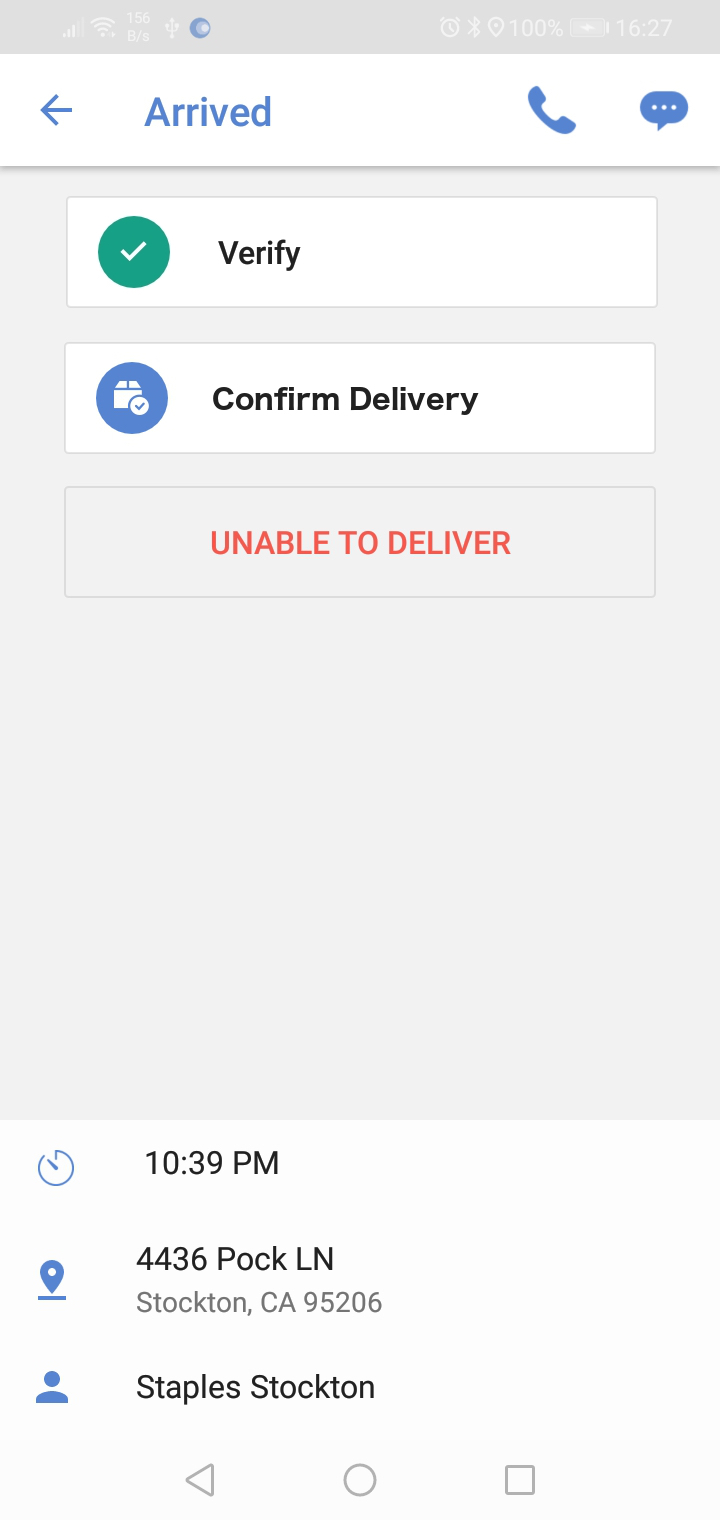 156
B/s
100%
16:27
Arrived
Verify
Confirm Delivery
UNABLE TO DELIVER
10:39 PM
4436 Pock LN
Stockton, CA 95206
Staples Stockton